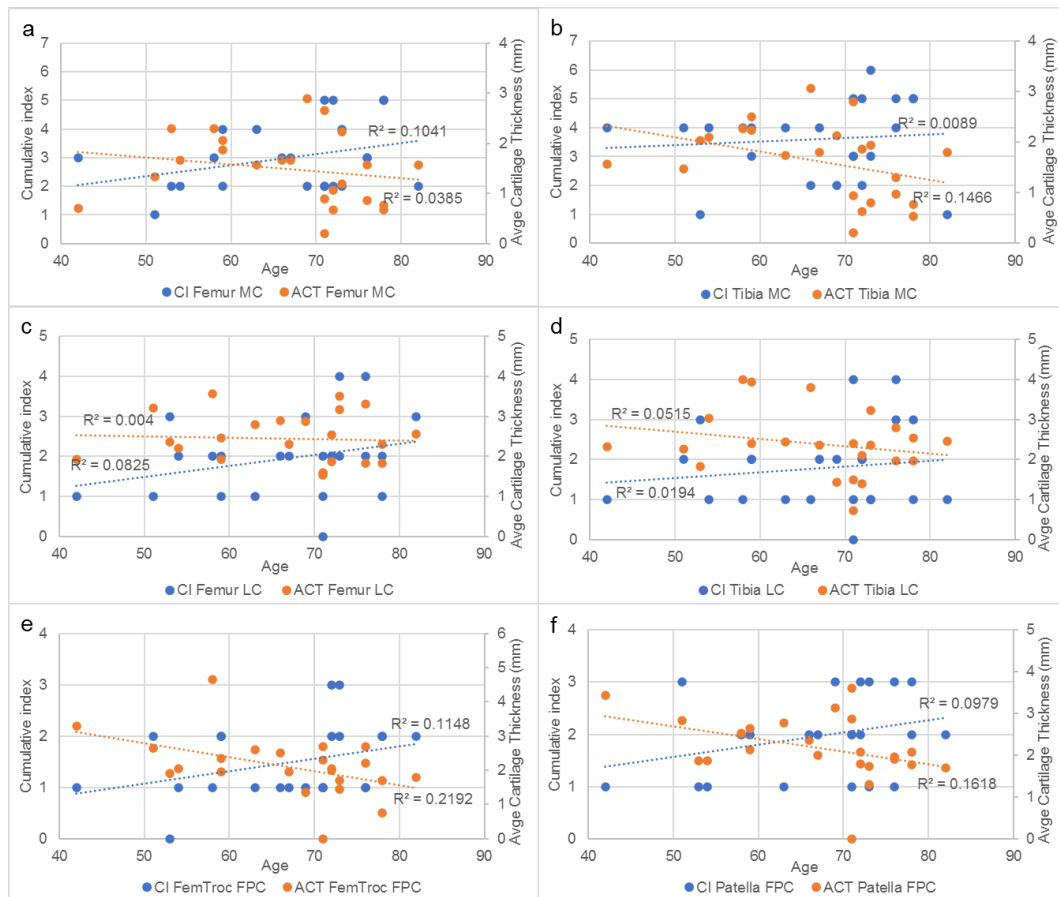 a
7
6
5
4
3
2
1
0
Cumulative index
4
3
2
1
0
Avge Cartilage Thickness (mm)
R² = 0.1041
R² = 0.0385
40 50 60 70 80 90
Age
CI Femur MC ACT Femur MC
b
7
6
5
4
3
2
1
0
Cumulative index
4
3
2
1
0
Avge Cartilage Thickness (mm)
R² = 0.0089
R² = 0.1466
40 50 60 70 80 90
Age
CI Tibia MC ACT Tibia MC
c
5
4
3
2
1
0
Cumulative index
5
4
3
2
1
0
Avge Cartilage Thickness (mm)
R² = 0.004
R² = 0.0825
40 50 60 70 80 90
Age
CI Femur LC ACT Femur LC
d
5
4
3
2
1
0
Cumulative index
5
4
3
2
1
0
Avge Cartilage Thickness (mm)
R² = 0.0515
R² = 0.0194
40 50 60 70 80 90
Age
CI Tibia LC ACT Tibia LC
e
4
3
2
1
0
Cumulative index
6
5
4
3
2
1
0
Avge Cartilage Thickness (mm)
R² = 0.1148
R² = 0.2192
40 50 60 70 80 90
Age
CI FemTroc FPC ACT FemTroc FPC
f
4
3
2
1
0
Cumulative index
5
4
3
2
1
0
Avge Cartilage Thickness (mm)
R² = 0.0979
R² = 0.1618
40 50 60 70 80 90
Age
CI Patella FPC ACT Patella FPC